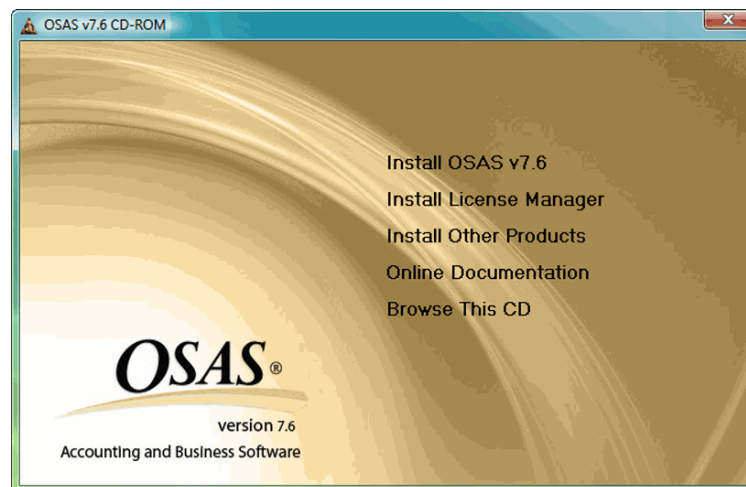 OSAS v7.6 CD-ROM
Install OSAS v7.6
Install License Manager
Install Other Products
Online Documentation
Browse This CD
OSAS®
version 7.6
Accounting and Business Software